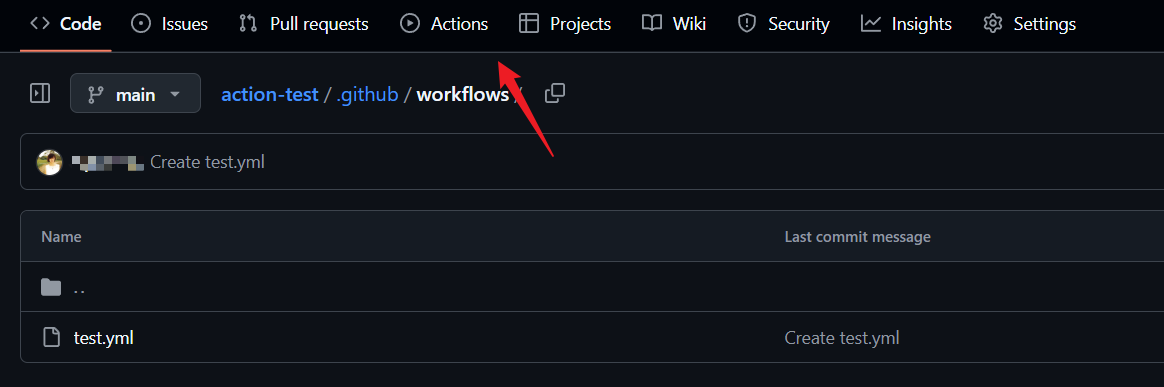 Code Issues Pull requests Actions Projects Wiki Security Insights Settings
main action-test / .github / workflows /
Create test.yml
Name Last commit message
..
test.yml Create test.yml